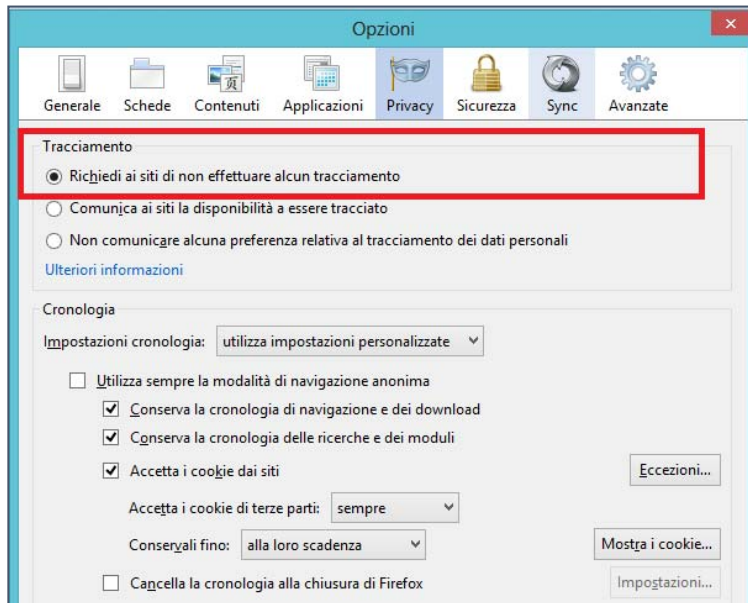 Opzioni
Generale Schede Contenuti Applicazioni Privacy Sicurezza Sync Avanzate
Tracciamento
Richiedi ai siti di non effettuare alcun tracciamento
Comunica ai siti la disponibilità a essere tracciato
Non comunicare alcuna preferenza relativa al tracciamento dei dati personali
Ulteriori informazioni
Cronologia
Impostazioni cronologia: utilizza impostazioni personalizzate
Utilizza sempre la modalità di navigazione anonima
Conserva la cronologia di navigazione e dei download
Conserva la cronologia delle ricerche e dei moduli
Accetta i cookie dai siti Eccezioni...
Accetta i cookie di terze parti: sempre
Conservali fino: alla loro scadenza Mostra i cookie...
Cancella la cronologia alla chiusura di Firefox Impostazioni...